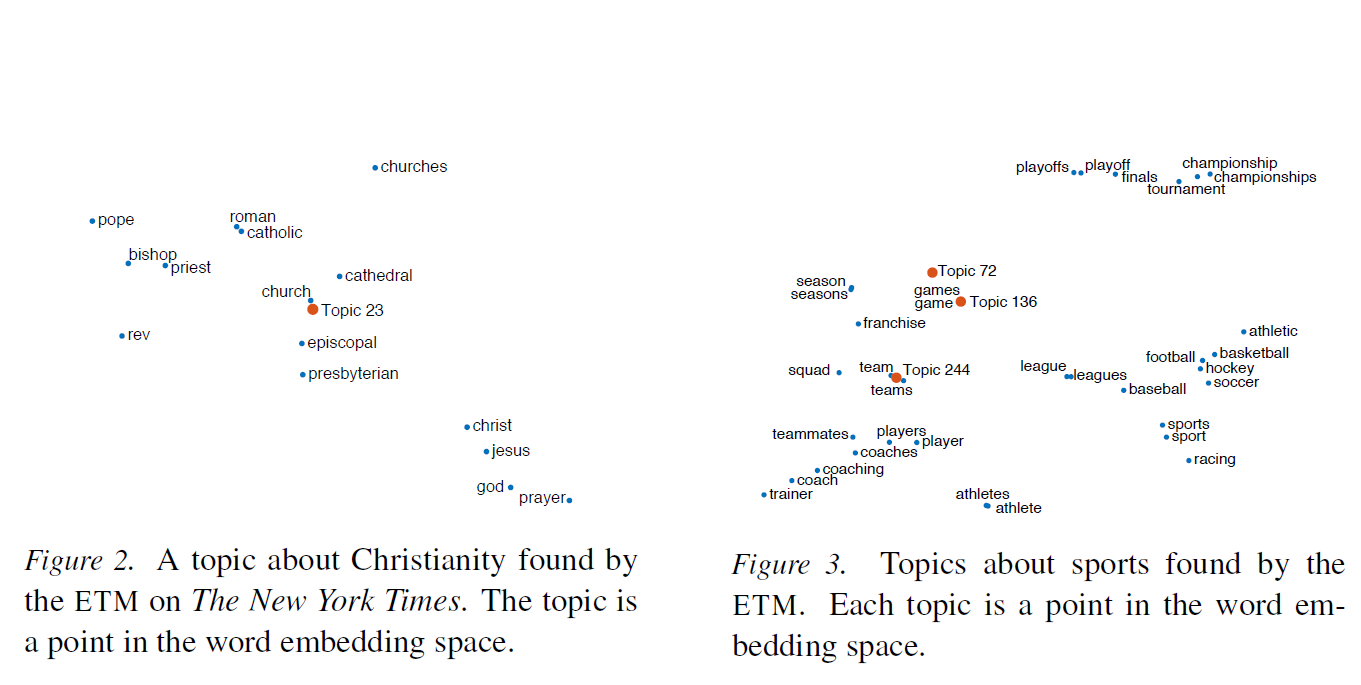 churches
pope
roman
catholic
bishop
priest
cathedral
church
Topic 23
rev
episcopal
presbyterian
christ
jesus
god
prayer
Figure 2. A topic about Christianity found by
the ETM on The New York Times. The topic is
a point in the word embedding space.
playoffs
playoff
finals
championship
championships
tournament
Topic 72
season
seasons
games
game
Topic 136
franchise
athletic
squad
team
Topic 244
teams
league
leagues
football
basketball
hockey
soccer
baseball
teammates
players
player
coaches
coaching
coach
trainer
sports
sport
racing
athletes
athlete
Figure 3. Topics about sports found by the
ETM. Each topic is a point in the word em-
bedding space.